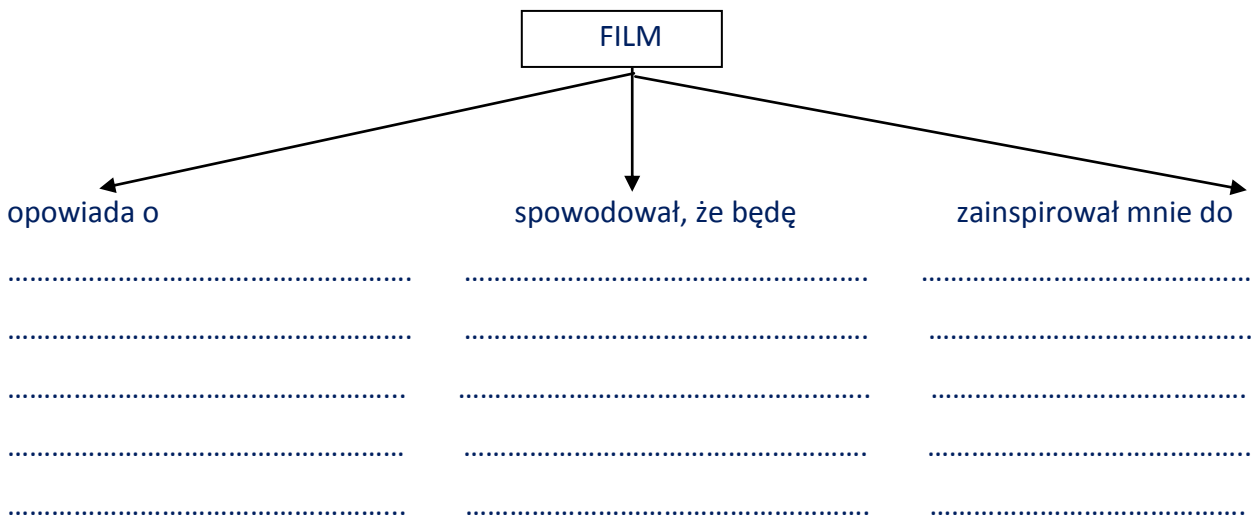 FILM
opowiada o spowodował, że będę zainspirował mnie do
…………………………………………….. …………………………………………….. ………………………………………
…………………………………………….. …………………………………………….. ……………………………………..
…………………………………………….. …………………………………………….. …………………………………….
……………………………………………. …………………………………………….. ……………………………………..
…………………………………………….. …………………………………………….. …………………………………….